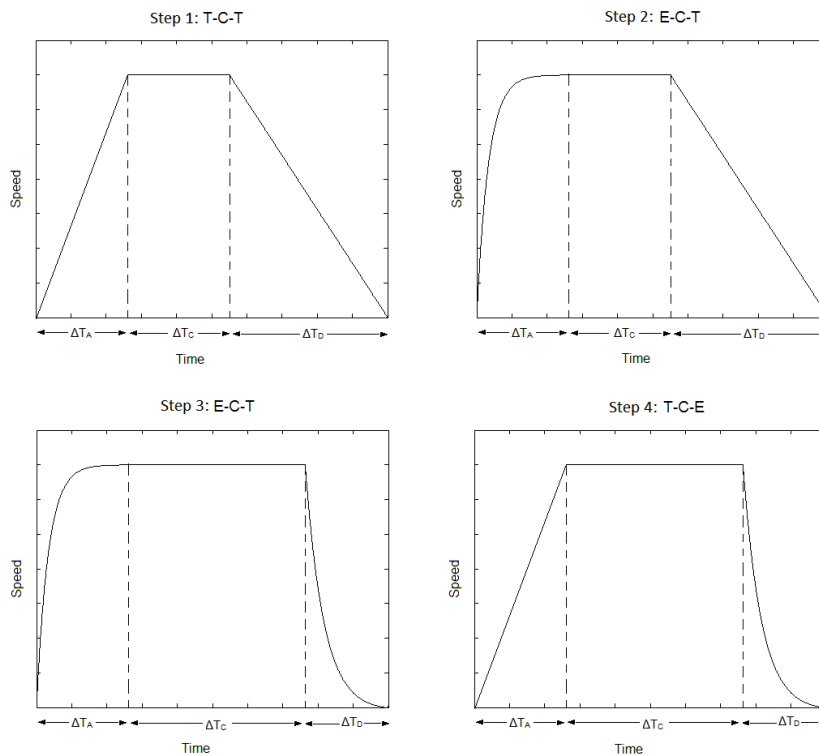 Step 1: T-C-T
Speed
ΔTA
ΔTC
ΔTD
Time
Step 2: E-C-T
Speed
ΔTA
ΔTC
ΔTD
Time
Step 3: E-C-T
Speed
ΔTA
ΔTC
ΔTD
Time
Step 4: T-C-E
Speed
ΔTA
ΔTC
ΔTD
Time